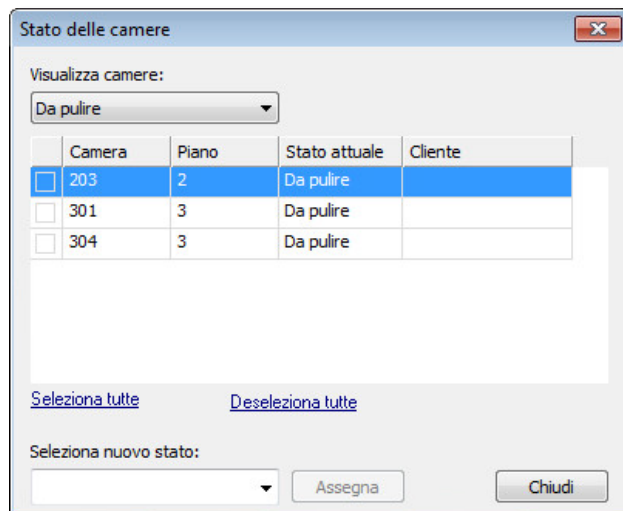 Stato delle camere
Visualizza camere:
Da pulire
Camera Piano Stato attuale Cliente
203 2 Da pulire
301 3 Da pulire
304 3 Da pulire
Seleziona tutte Deseleziona tutte
Seleziona nuovo stato:
Assegna Chiudi